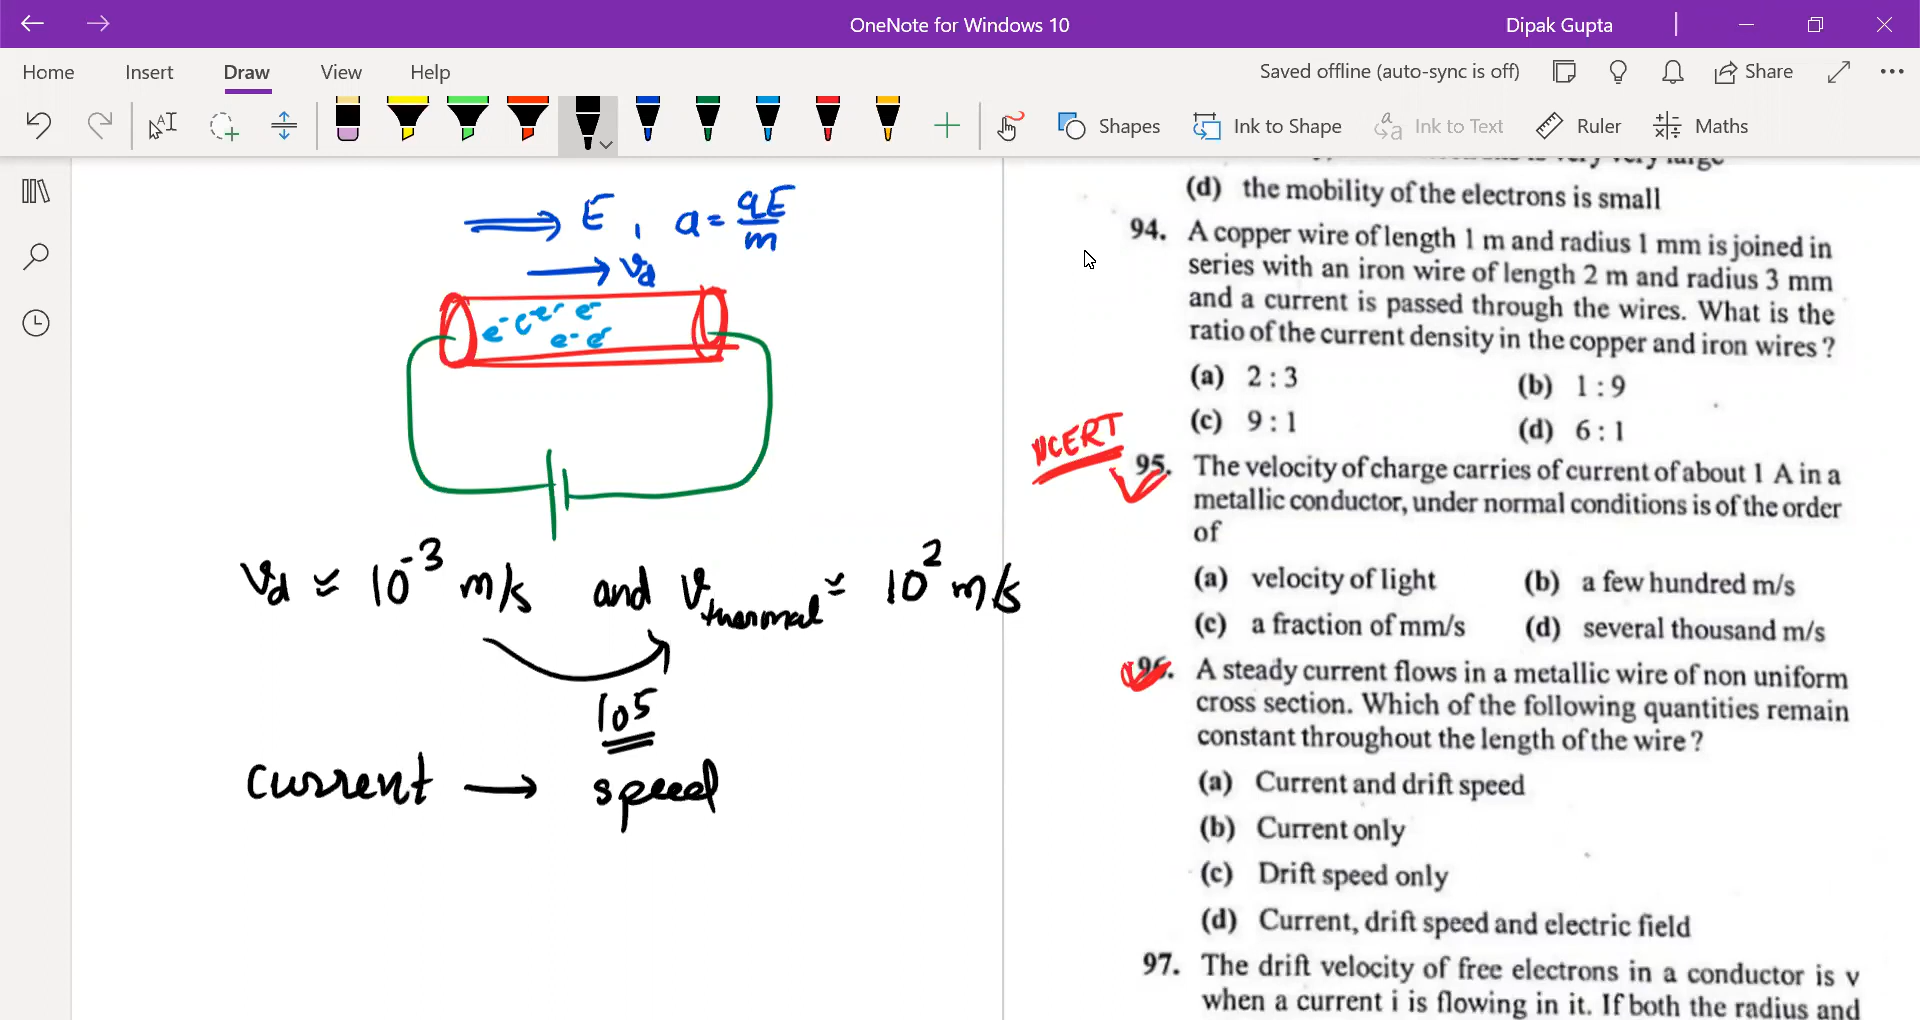 OneNote for Windows 10
Dipak Gupta
Home Insert Draw View Help
Saved offline (auto-sync is off)
Share
Shapes
Ink to Shape
Ink to Text
Ruler
Maths
E, a = qE/m
vd
e⁻ e⁻ e⁻ e⁻
e⁻ e⁻
vd ≈ 10⁻³ m/s and vthermal ≈ 10² m/s
10⁵
current → speed
very very large
(d) the mobility of the electrons is small
94. A copper wire of length 1 m and radius 1 mm is joined in
series with an iron wire of length 2 m and radius 3 mm
and a current is passed through the wires. What is the
ratio of the current density in the copper and iron wires ?
(a) 2 : 3 (b) 1 : 9
(c) 9 : 1 (d) 6 : 1
NCERT
95. The velocity of charge carries of current of about 1 A in a
metallic conductor, under normal conditions is of the order
of
(a) velocity of light (b) a few hundred m/s
(c) a fraction of mm/s (d) several thousand m/s
96. A steady current flows in a metallic wire of non uniform
cross section. Which of the following quantities remain
constant throughout the length of the wire ?
(a) Current and drift speed
(b) Current only
(c) Drift speed only
(d) Current, drift speed and electric field
97. The drift velocity of free electrons in a conductor is v
when a current i is flowing in it. If both the radius and